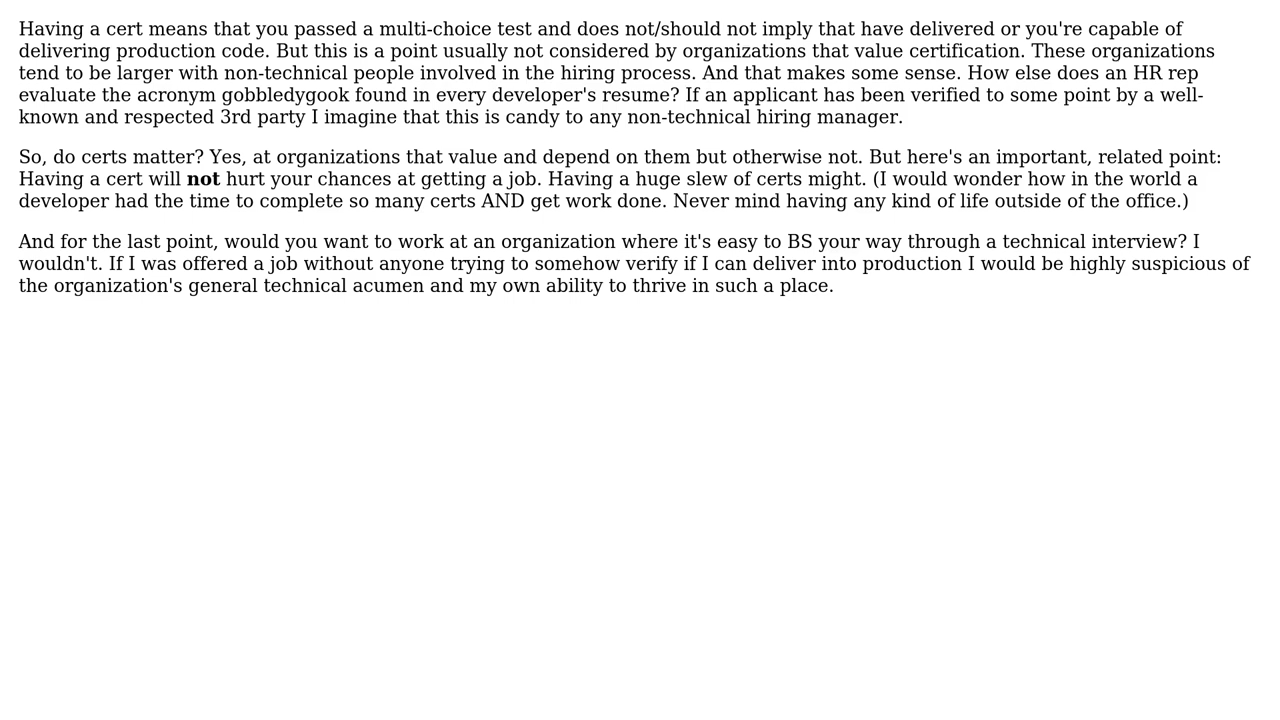 Having a cert means that you passed a multi-choice test and does not/should not imply that have delivered or you're capable of
delivering production code. But this is a point usually not considered by organizations that value certification. These organizations
tend to be larger with non-technical people involved in the hiring process. And that makes some sense. How else does an HR rep
evaluate the acronym gobbledygook found in every developer's resume? If an applicant has been verified to some point by a well-
known and respected 3rd party I imagine that this is candy to any non-technical hiring manager.
So, do certs matter? Yes, at organizations that value and depend on them but otherwise not. But here's an important, related point:
Having a cert will not hurt your chances at getting a job. Having a huge slew of certs might. (I would wonder how in the world a
developer had the time to complete so many certs AND get work done. Never mind having any kind of life outside of the office.)
And for the last point, would you want to work at an organization where it's easy to BS your way through a technical interview? I
wouldn't. If I was offered a job without anyone trying to somehow verify if I can deliver into production I would be highly suspicious of
the organization's general technical acumen and my own ability to thrive in such a place.